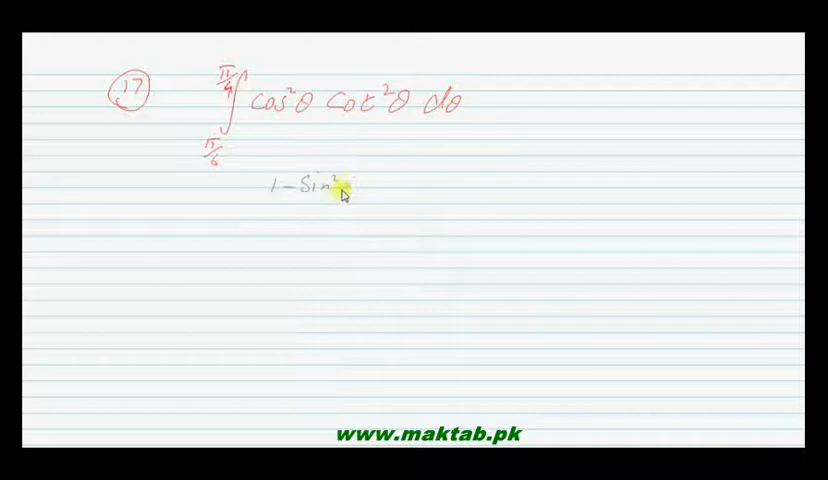 17
π/4
∫ cos²θ cot²θ dθ
π/6
1 - Sin²
www.maktab.pk